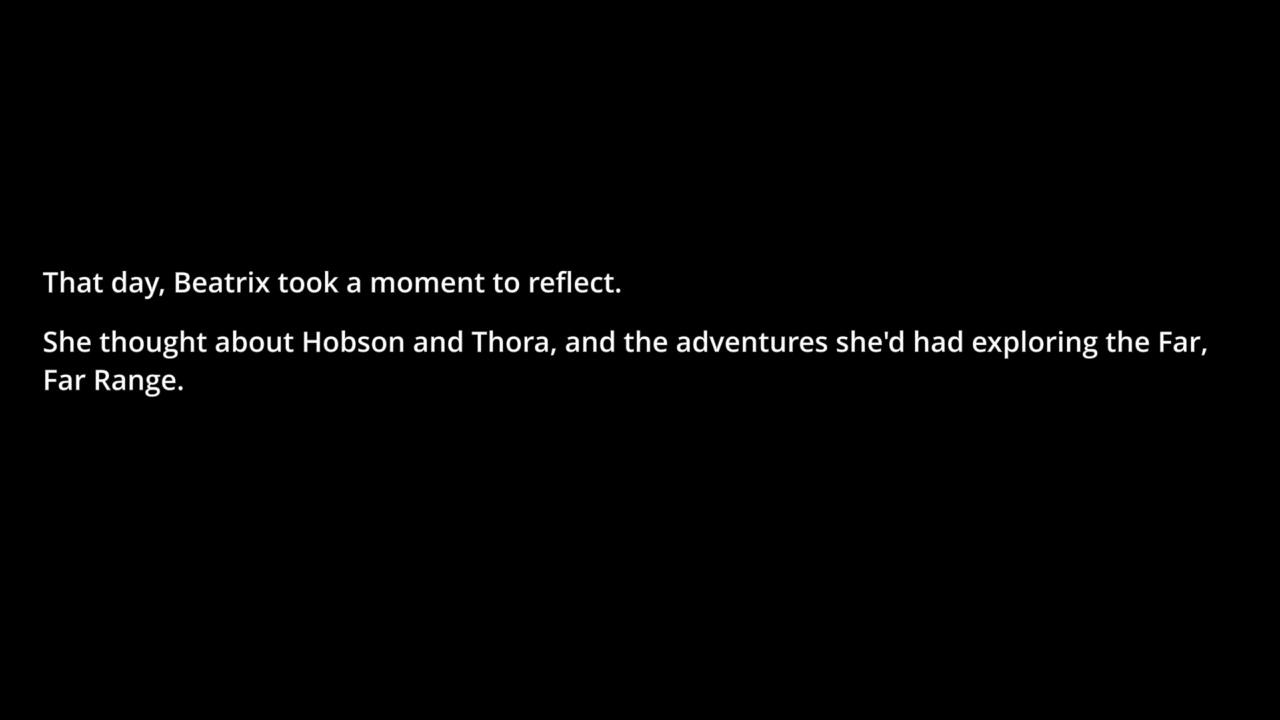 That day, Beatrix took a moment to reflect.
She thought about Hobson and Thora, and the adventures she'd had exploring the Far,
Far Range.